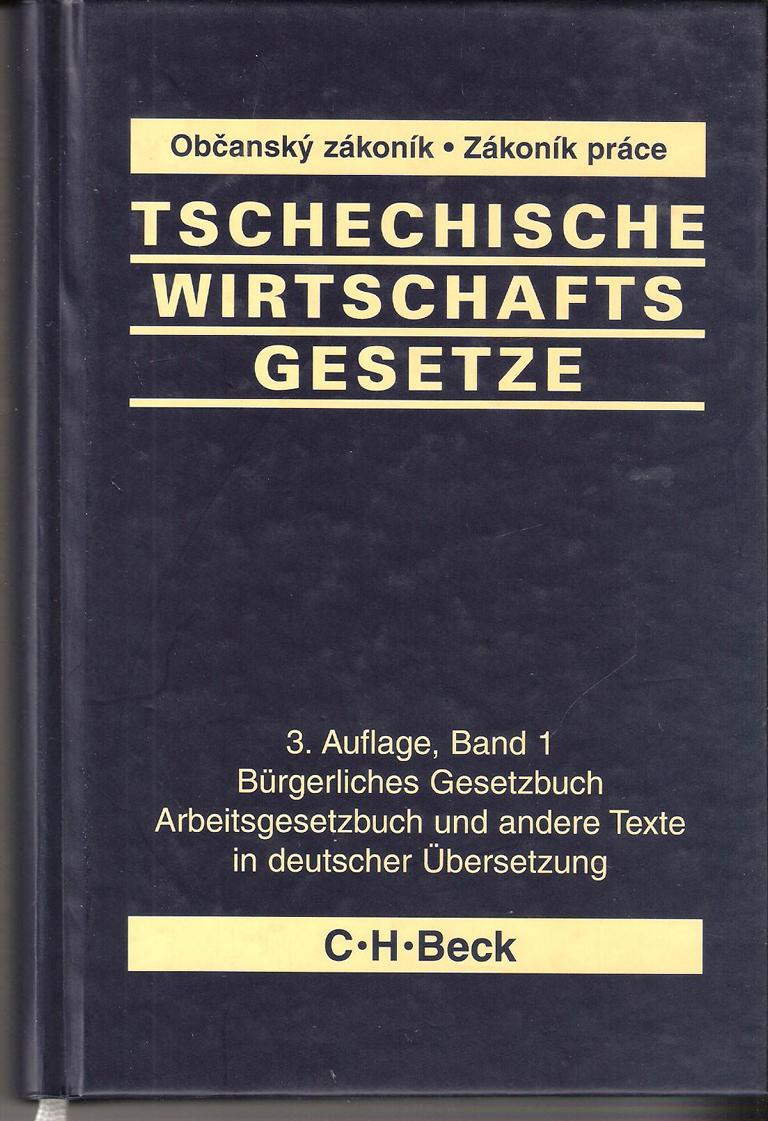 Občanský zákoník • Zákoník práce
TSCHECHISCHE
WIRTSCHAFTS
GESETZE
3. Auflage, Band 1
Bürgerliches Gesetzbuch
Arbeitsgesetzbuch und andere Texte
in deutscher Übersetzung
C·H·Beck